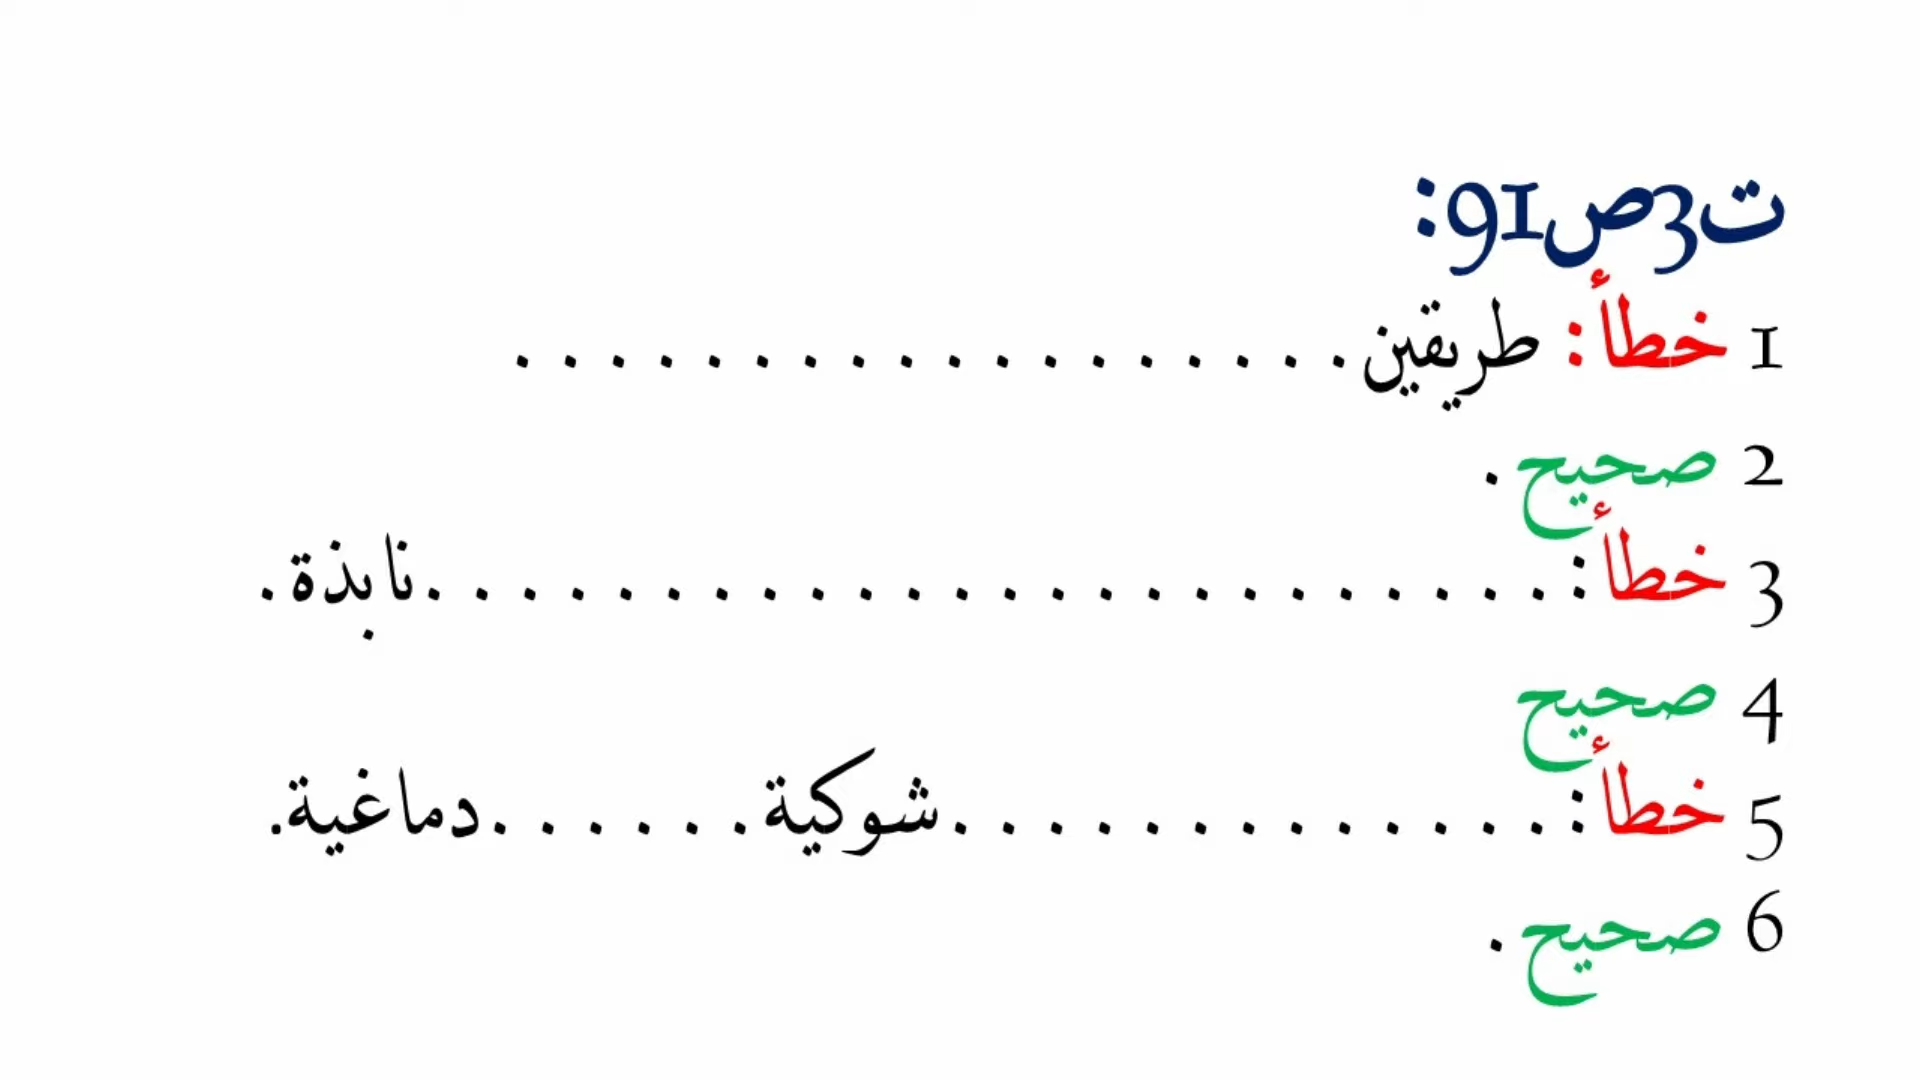 ت3ص91:
1 خطأ: طريقين..................
2 صحيح.
3 خطأ:........................نابذة.
4 صحيح
5 خطأ:..............شوكية......دماغية.
6 صحيح.